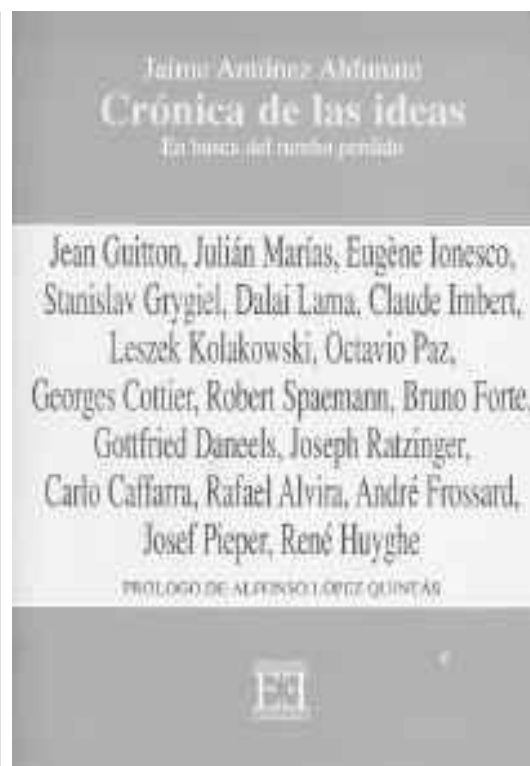 Jaime Antúnez Aldunate
Crónica de las ideas
En busca del rumbo perdido
Jean Guitton, Julián Marías, Eugène Ionesco,
Stanislav Grygiel, Dalai Lama, Claude Imbert,
Leszek Kolakowski, Octavio Paz,
Georges Cottier, Robert Spaemann, Bruno Forte,
Gottfried Daneels, Joseph Ratzinger,
Carlo Caffarra, Rafael Alvira, André Frossard,
Josef Pieper, René Huyghe
PROLOGO DE ALFONSO LÓPEZ QUINTÁS